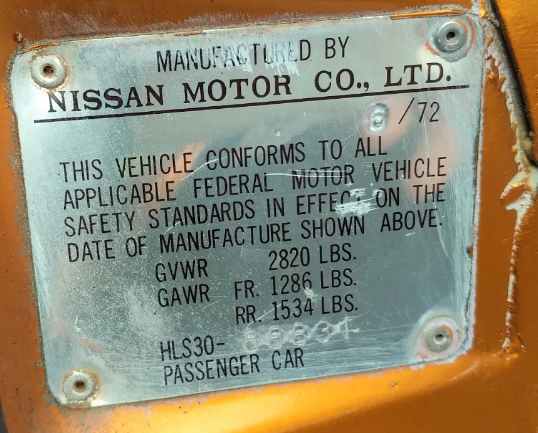 MANUFACTURED BY
NISSAN MOTOR CO., LTD.
/72
THIS VEHICLE CONFORMS TO ALL
APPLICABLE FEDERAL MOTOR VEHICLE
SAFETY STANDARDS IN EFFECT ON THE
DATE OF MANUFACTURE SHOWN ABOVE.
GVWR 2820 LBS.
GAWR FR. 1286 LBS.
RR. 1534 LBS.
HLS30-
PASSENGER CAR